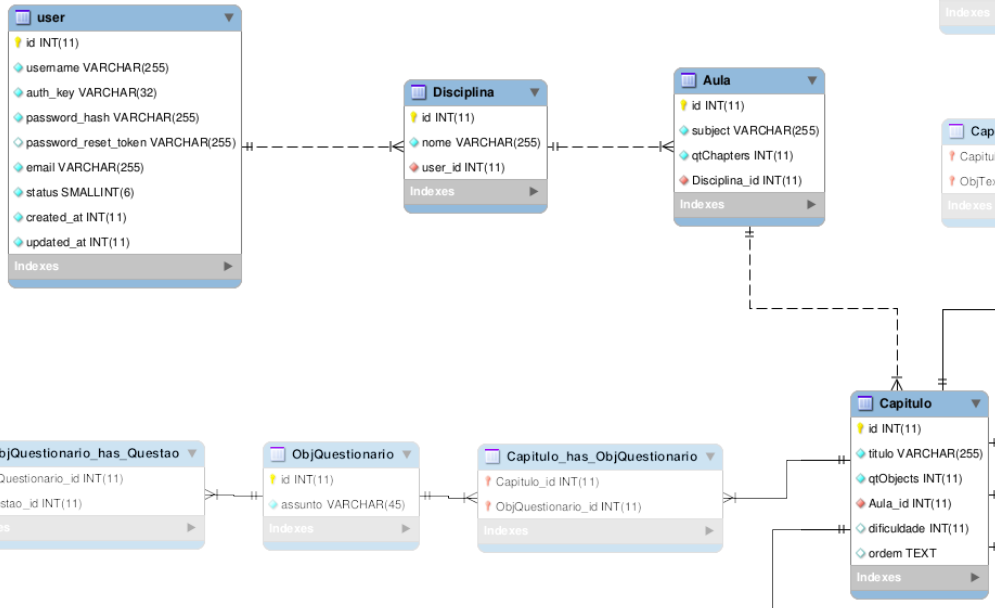 user
id INT(11)
username VARCHAR(255)
auth_key VARCHAR(32)
password_hash VARCHAR(255)
password_reset_token VARCHAR(255)
email VARCHAR(255)
status SMALLINT(6)
created_at INT(11)
updated_at INT(11)
Indexes
Disciplina
id INT(11)
nome VARCHAR(255)
user_id INT(11)
Indexes
Aula
id INT(11)
subject VARCHAR(255)
qtChapters INT(11)
Disciplina_id INT(11)
Indexes
Indexes
Cap
Capitu
ObjTex
Indexes
bjQuestionario_has_Questao
Questionario_id INT(11)
stao_id INT(11)
es
ObjQuestionario
id INT(11)
assunto VARCHAR(45)
Indexes
Capitulo_has_ObjQuestionario
Capitulo_id INT(11)
ObjQuestionario_id INT(11)
Indexes
Capitulo
id INT(11)
titulo VARCHAR(255)
qtObjects INT(11)
Aula_id INT(11)
dificuldade INT(11)
ordem TEXT
Indexes